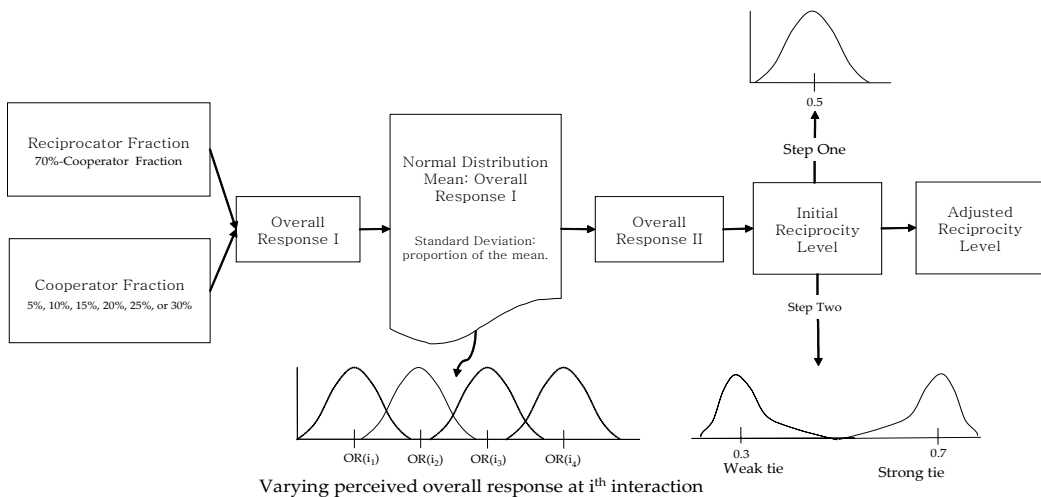 0.5
Step One
Reciprocator Fraction
70%-Cooperator Fraction
Cooperator Fraction
5%, 10%, 15%, 20%, 25%, or 30%
Overall
Response I
Normal Distribution
Mean: Overall
Response I
Standard Deviation:
proportion of the mean.
Overall
Response II
Initial
Reciprocity
Level
Adjusted
Reciprocity
Level
Step Two
OR(i₁) OR(i₂) OR(i₃) OR(i₄)
Varying perceived overall response at iᵗʰ interaction
0.3 0.7
Weak tie Strong tie